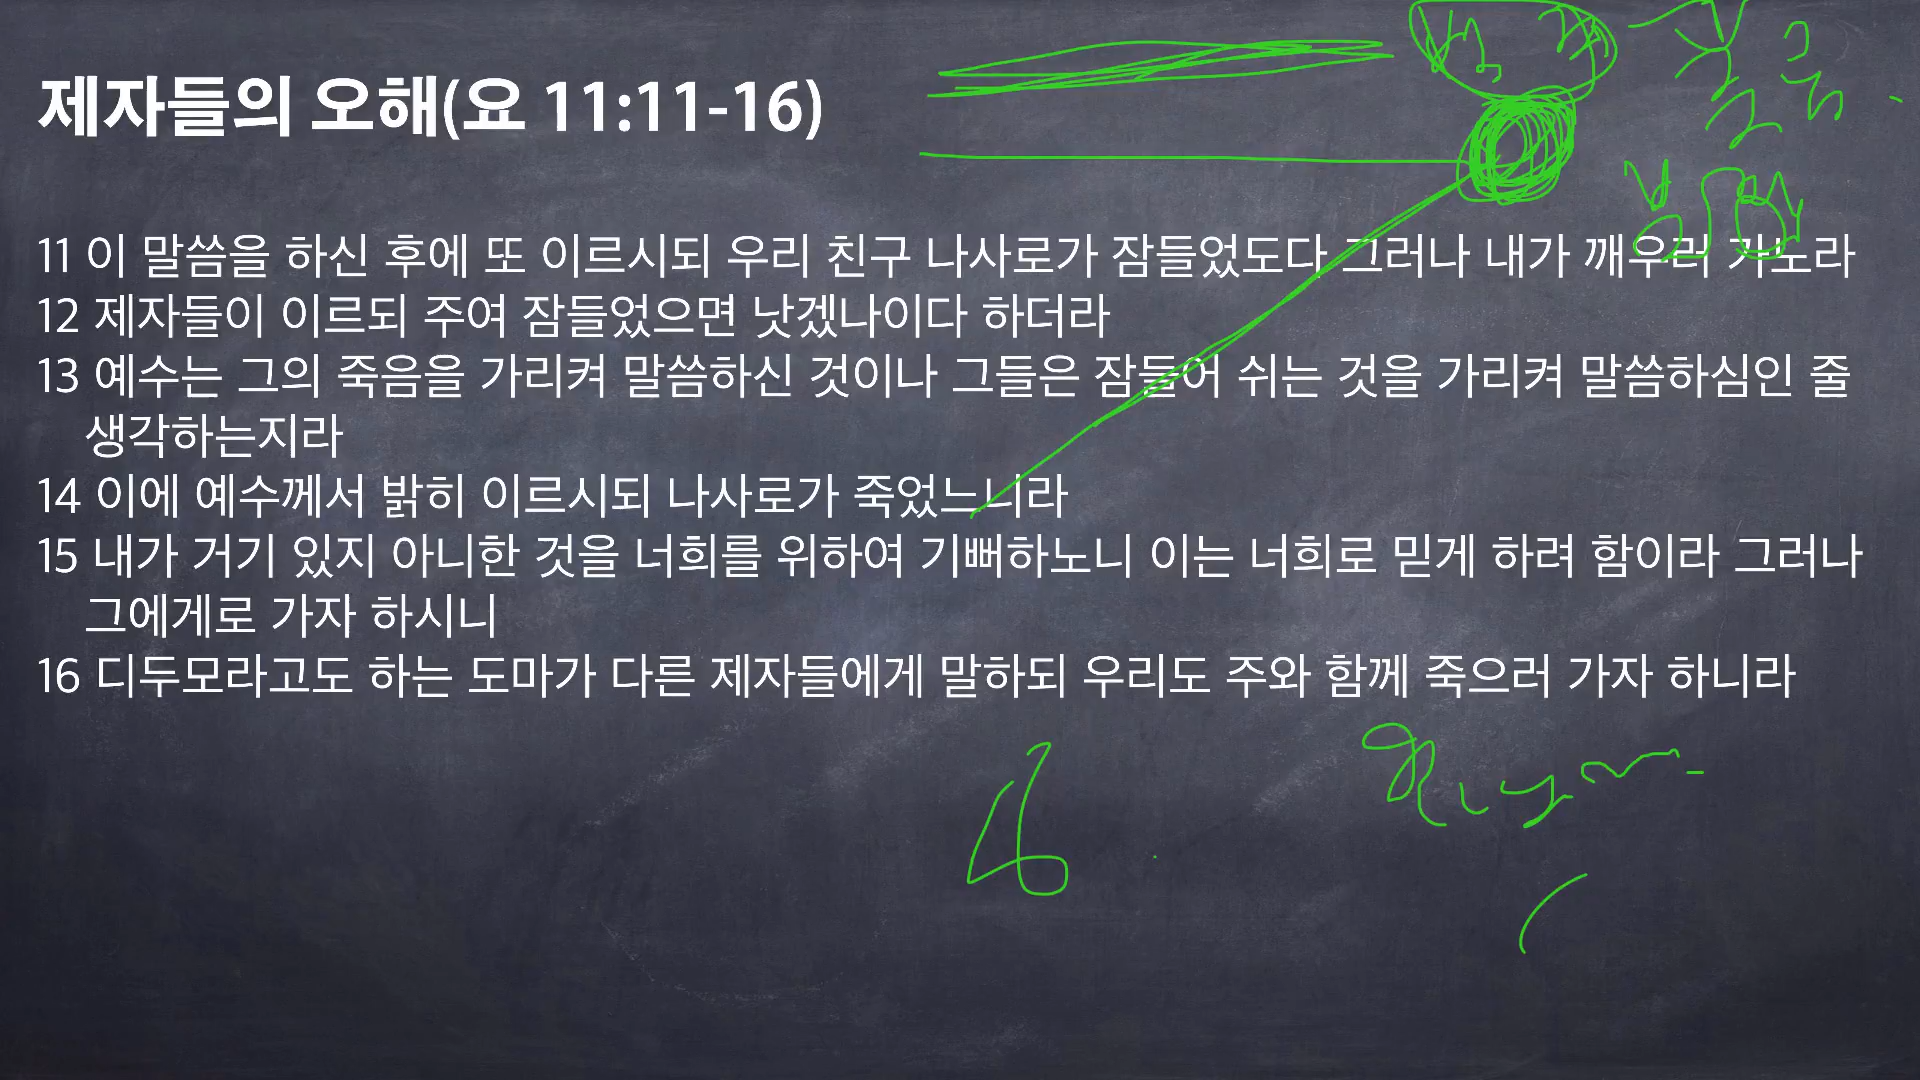 제자들의 오해(요 11:11-16)
11 이 말씀을 하신 후에 또 이르시되 우리 친구 나사로가 잠들었도다 그러나 내가 깨우러 가노라
12 제자들이 이르되 주여 잠들었으면 낫겠나이다 하더라
13 예수는 그의 죽음을 가리켜 말씀하신 것이나 그들은 잠들어 쉬는 것을 가리켜 말씀하심인 줄
생각하는지라
14 이에 예수께서 밝히 이르시되 나사로가 죽었느니라
15 내가 거기 있지 아니한 것을 너희를 위하여 기뻐하노니 이는 너희로 믿게 하려 함이라 그러나
그에게로 가자 하시니
16 디두모라고도 하는 도마가 다른 제자들에게 말하되 우리도 주와 함께 죽으러 가자 하니라